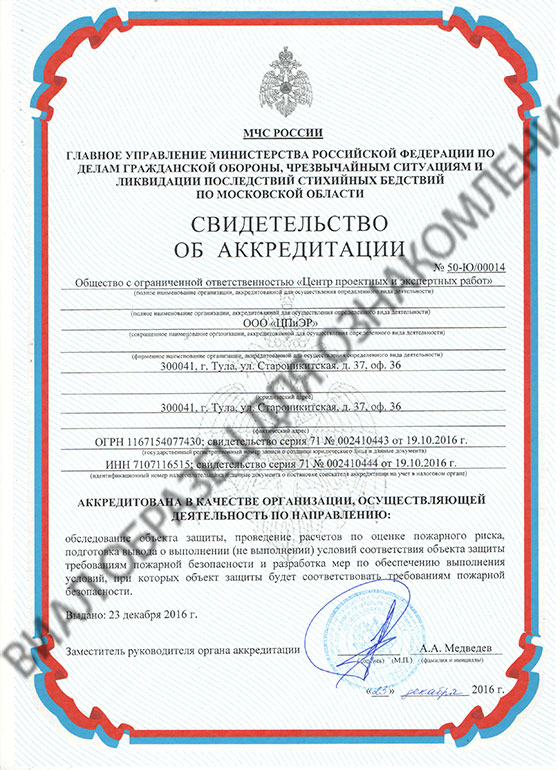 МЧС РОССИИ
ГЛАВНОЕ УПРАВЛЕНИЕ МИНИСТЕРСТВА РОССИЙСКОЙ ФЕДЕРАЦИИ ПО
ДЕЛАМ ГРАЖДАНСКОЙ ОБОРОНЫ, ЧРЕЗВЫЧАЙНЫМ СИТУАЦИЯМ И
ЛИКВИДАЦИИ ПОСЛЕДСТВИЙ СТИХИЙНЫХ БЕДСТВИЙ
ПО МОСКОВСКОЙ ОБЛАСТИ
СВИДЕТЕЛЬСТВО
ОБ АККРЕДИТАЦИИ
№ 50-Ю/00014
Общество с ограниченной ответственностью «Центр проектных и экспертных работ»
(полное наименование организации, аккредитованной для осуществления определенного вида деятельности)
(полное наименование организации, аккредитованной для осуществления определенного вида деятельности)
ООО «ЦПиЭР»
(сокращенное наименование организации, аккредитованной для осуществления определенного вида деятельности)
(фирменное наименование организации, аккредитованной для осуществления определенного вида деятельности)
300041, г. Тула, ул. Староникитская, д. 37, оф. 36
(юридический адрес)
300041, г. Тула, ул. Староникитская, д. 37, оф. 36
(фактический адрес)
ОГРН 1167154077430; свидетельство серия 71 № 002410443 от 19.10.2016 г.
(государственный регистрационный номер записи о создании юридического лица и данные документа)
ИНН 7107116515; свидетельство серия 71 № 002410444 от 19.10.2016 г.
(идентификационный номер налогоплательщика и данные документа о постановке соискателя аккредитации на учет в налоговом органе)
АККРЕДИТОВАНА В КАЧЕСТВЕ ОРГАНИЗАЦИИ, ОСУЩЕСТВЛЯЮЩЕЙ
ДЕЯТЕЛЬНОСТЬ ПО НАПРАВЛЕНИЮ:
обследование объекта защиты, проведение расчетов по оценке пожарного риска,
подготовка вывода о выполнении (не выполнении) условий соответствия объекта защиты
требованиям пожарной безопасности и разработка мер по обеспечению выполнения
условий, при которых объект защиты будет соответствовать требованиям пожарной
безопасности.
Выдано: 23 декабря 2016 г.
Заместитель руководителя органа аккредитации
А.А. Медведев
(подпись) (М.П.) (фамилия и инициалы)
«23» декабря 2016 г.
ВИАЛ ОБРАЗЕЦ ДЛЯ ОЗНАКОМЛЕНИЯ